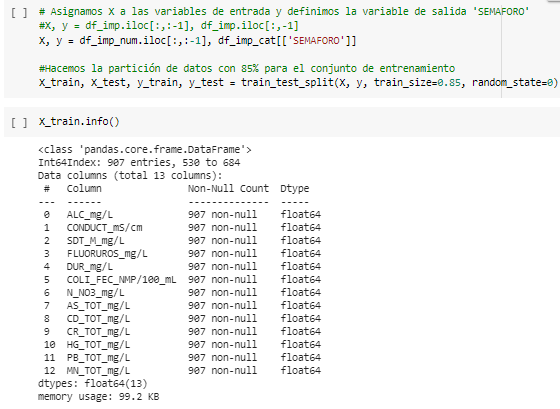 [ ] # Asignamos X a las variables de entrada y definimos la variable de salida 'SEMAFORO'
#X, y = df_imp.iloc[:,:-1], df_imp.iloc[:,-1]
X, y = df_imp_num.iloc[:,:-1], df_imp_cat[['SEMAFORO']]
#Hacemos la partición de datos con 85% para el conjunto de entrenamiento
X_train, X_test, y_train, y_test = train_test_split(X, y, train_size=0.85, random_state=0)
[ ] X_train.info()
<class 'pandas.core.frame.DataFrame'>
Int64Index: 907 entries, 530 to 684
Data columns (total 13 columns):
 #   Column                Non-Null Count  Dtype
---  ------                --------------  -----
 0   ALC_mg/L              907 non-null    float64
 1   CONDUCT_mS/cm         907 non-null    float64
 2   SDT_M_mg/L            907 non-null    float64
 3   FLUORUROS_mg/L        907 non-null    float64
 4   DUR_mg/L              907 non-null    float64
 5   COLI_FEC_NMP/100_mL   907 non-null    float64
 6   N_NO3_mg/L            907 non-null    float64
 7   AS_TOT_mg/L           907 non-null    float64
 8   CD_TOT_mg/L           907 non-null    float64
 9   CR_TOT_mg/L           907 non-null    float64
 10  HG_TOT_mg/L           907 non-null    float64
 11  PB_TOT_mg/L           907 non-null    float64
 12  MN_TOT_mg/L           907 non-null    float64
dtypes: float64(13)
memory usage: 99.2 KB